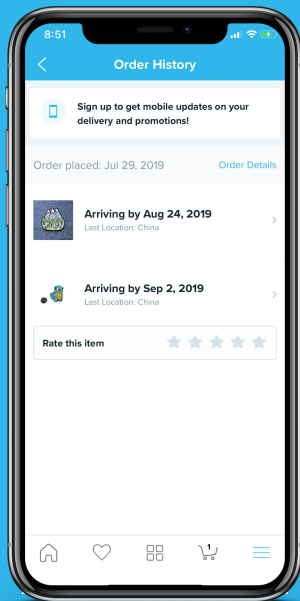 8:51
Order History
Sign up to get mobile updates on your
delivery and promotions!
Order placed: Jul 29, 2019
Order Details
Arriving by Aug 24, 2019
Last Location: China
Arriving by Sep 2, 2019
Last Location: China
Rate this item
1